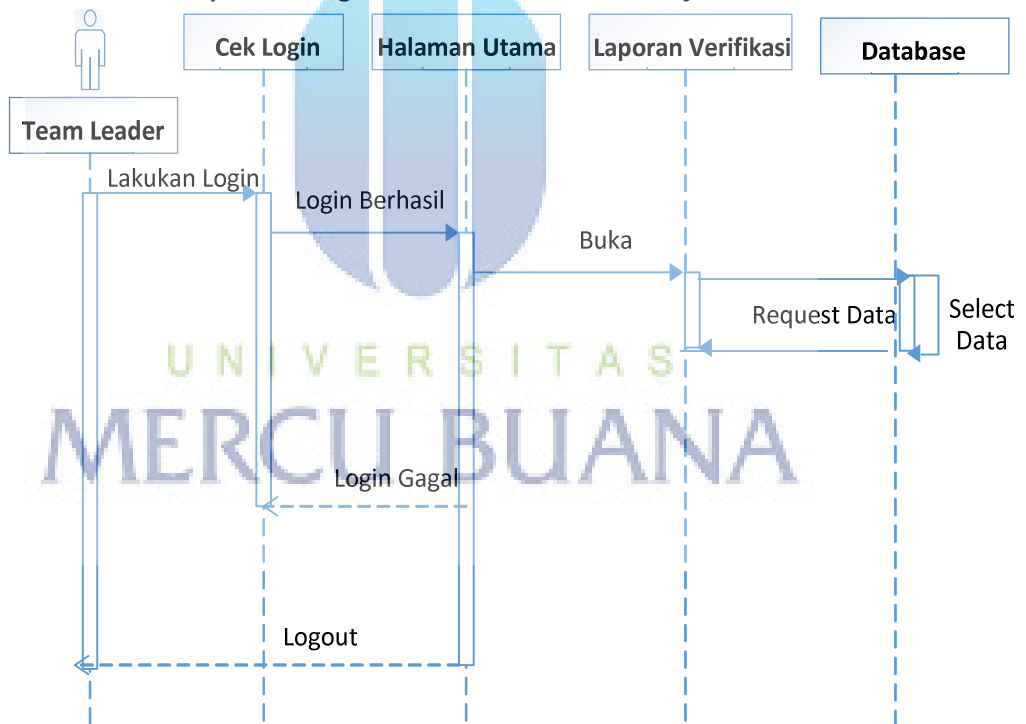 Cek Login
Halaman Utama
Laporan Verifikasi
Database
Team Leader
Lakukan Login
Login Berhasil
Buka
Request Data
Select
Data
UNIVERSITAS
MERCU BUANA
Login Gagal
Logout